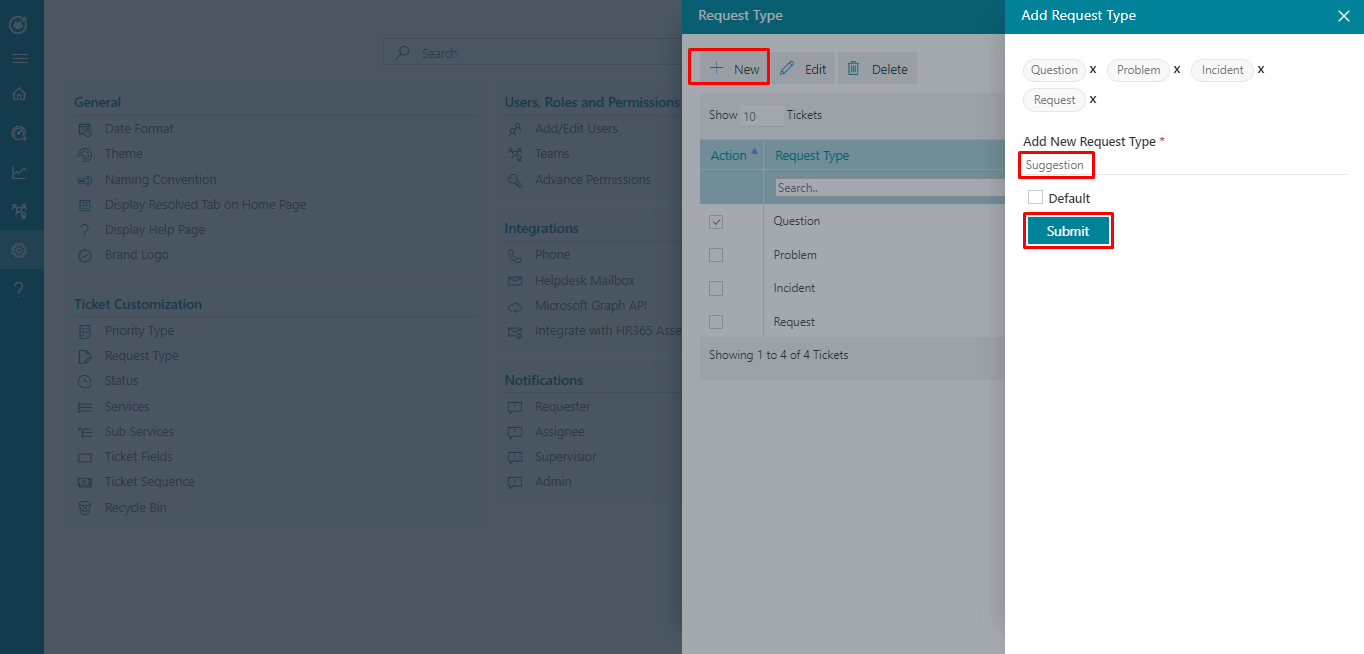 Search
General
Date Format
Theme
Naming Convention
Display Resolved Tab on Home Page
Display Help Page
Brand Logo
Ticket Customization
Priority Type
Request Type
Status
Services
Sub Services
Ticket Fields
Ticket Sequence
Recycle Bin
Users, Roles and Permissions
Add/Edit Users
Teams
Advance Permissions
Integrations
Phone
Helpdesk Mailbox
Microsoft Graph API
Integrate with HR365 Asse
Notifications
Requester
Assignee
Supervisior
Admin
Request Type
New Edit Delete
Show 10 Tickets
Action Request Type
Search..
Question
Problem
Incident
Request
Showing 1 to 4 of 4 Tickets
Add Request Type
Question x Problem x Incident x
Request x
Add New Request Type *
Suggestion
Default
Submit